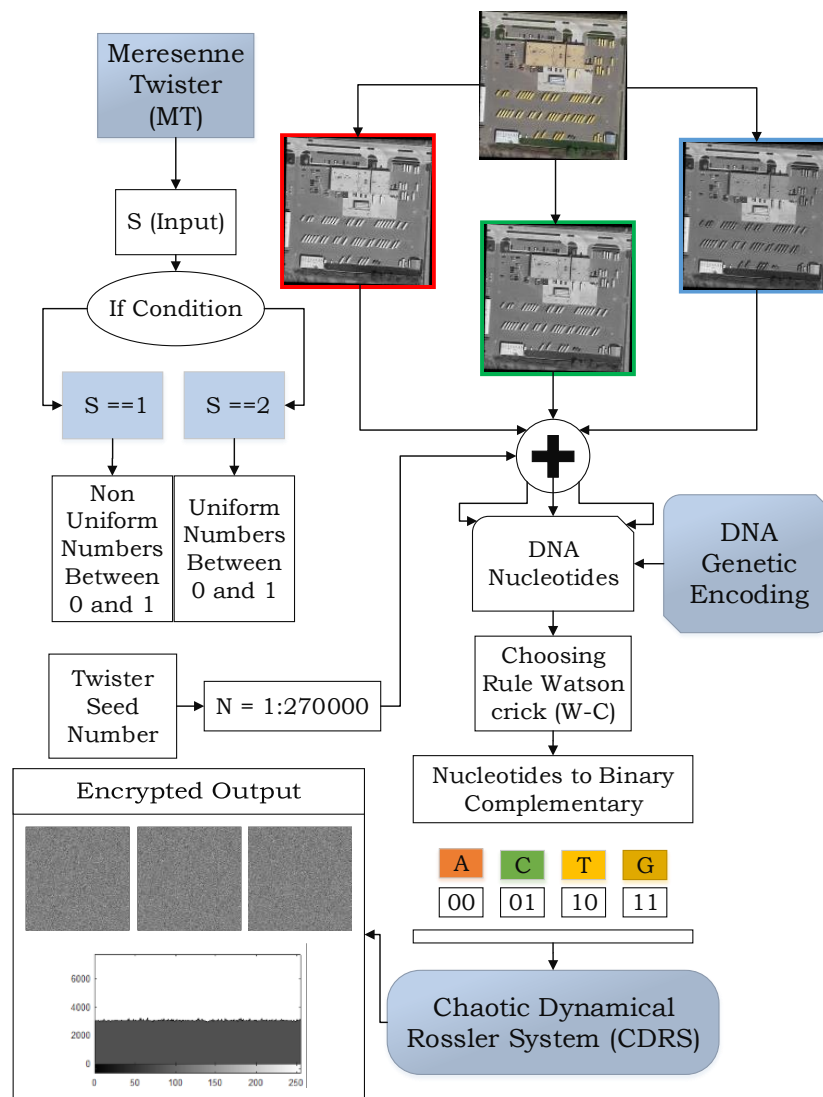 Meresenne
Twister
(MT)
S (Input)
If Condition
S ==1
S ==2
Non
Uniform
Numbers
Between
0 and 1
Uniform
Numbers
Between
0 and 1
Twister
Seed
Number
N = 1:270000
DNA
Nucleotides
DNA
Genetic
Encoding
Choosing
Rule Watson
crick (W-C)
Nucleotides to Binary
Complementary
A C T G
00 01 10 11
Chaotic Dynamical
Rossler System (CDRS)
Encrypted Output
6000
4000
2000
0
0 50 100 150 200 250